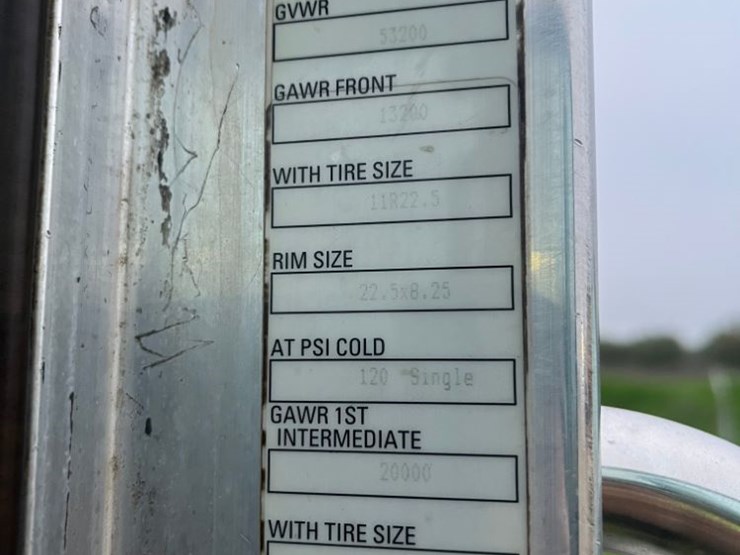 GVWR
53200
GAWR FRONT
13200
WITH TIRE SIZE
11R22.5
RIM SIZE
22.5x8.25
AT PSI COLD
120 Single
GAWR 1ST
INTERMEDIATE
20000
WITH TIRE SIZE